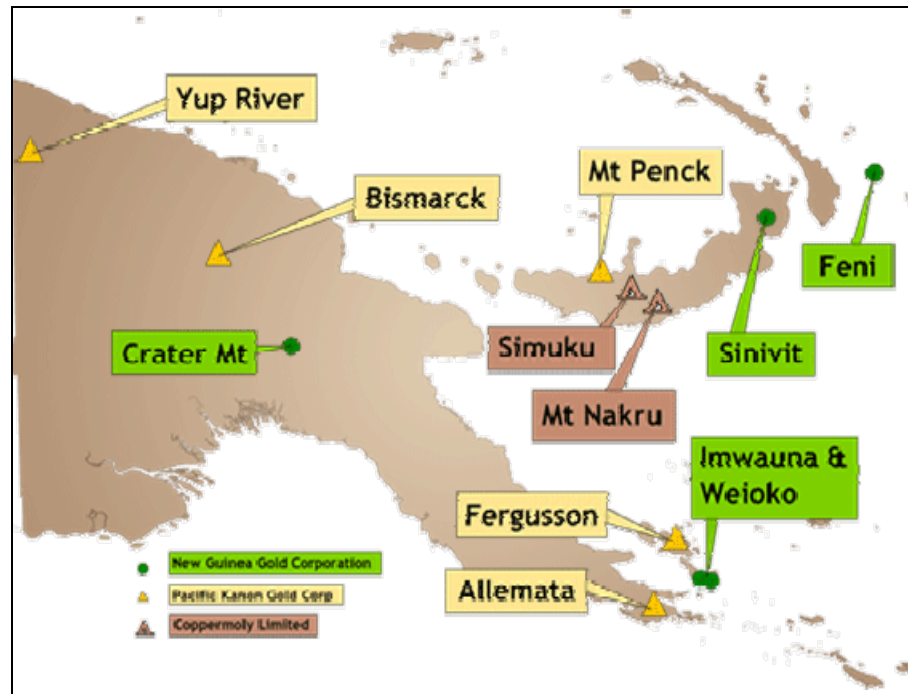 Yup River
Bismarck
Mt Penck
Feni
Crater Mt
Simuku
Sinivit
Mt Nakru
Imwauna &
Weioko
Fergusson
Allemata
New Guinea Gold Corporation
Pacific Kanon Gold Corp
Coppermoly Limited